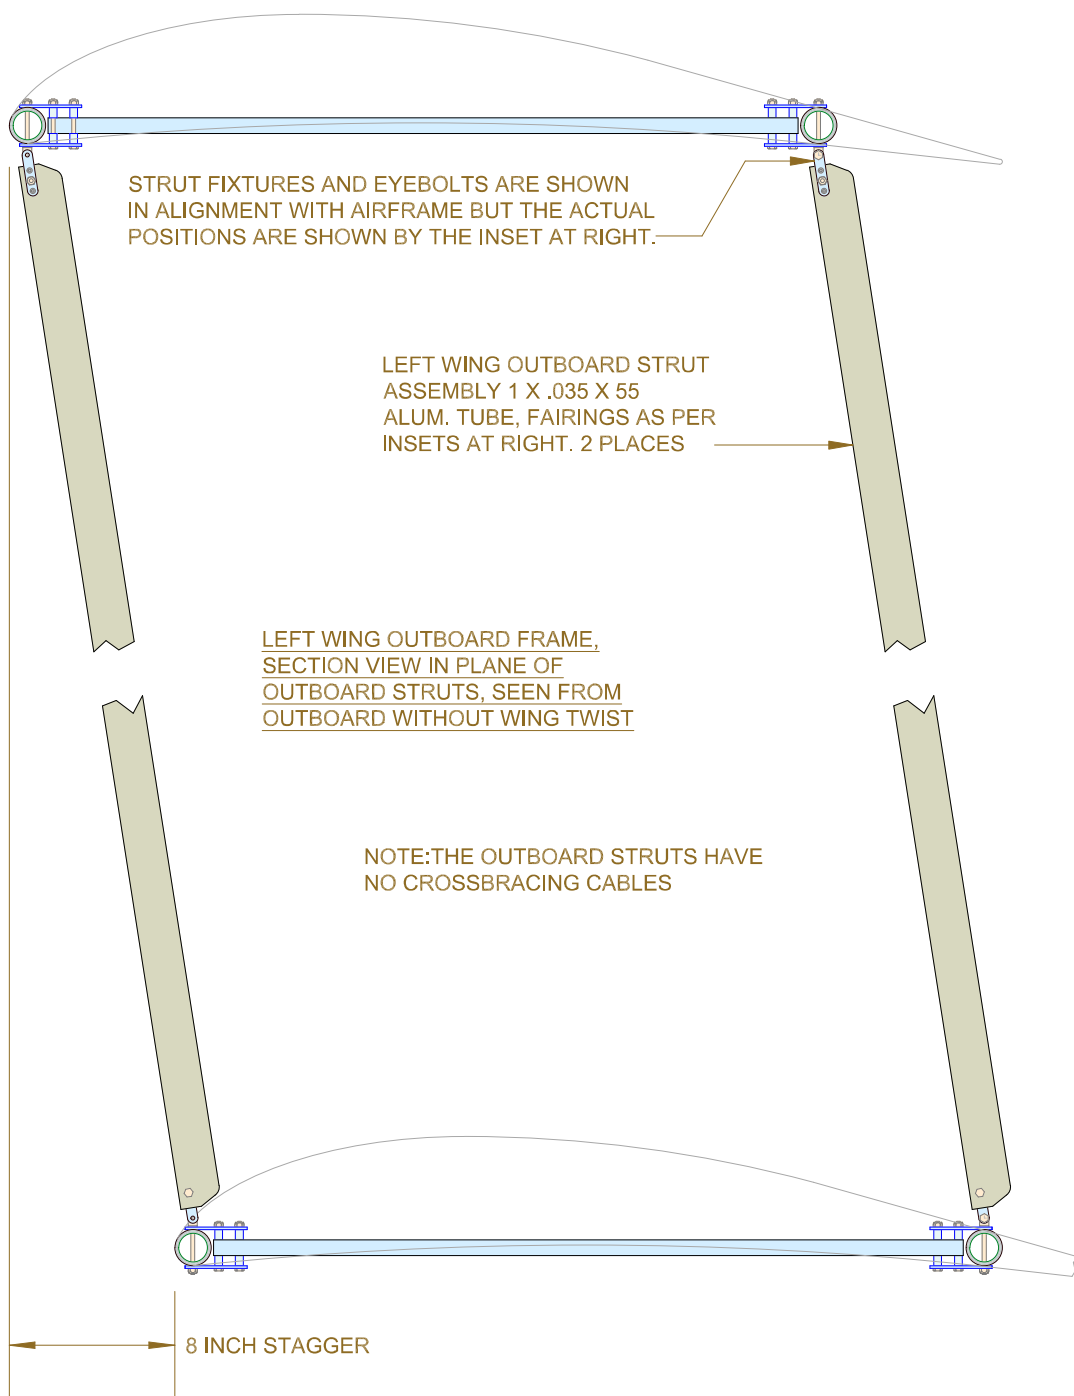 STRUT FIXTURES AND EYEBOLTS ARE SHOWN
IN ALIGNMENT WITH AIRFRAME BUT THE ACTUAL
POSITIONS ARE SHOWN BY THE INSET AT RIGHT.
LEFT WING OUTBOARD STRUT
ASSEMBLY 1 X .035 X 55
ALUM. TUBE, FAIRINGS AS PER
INSETS AT RIGHT. 2 PLACES
LEFT WING OUTBOARD FRAME,
SECTION VIEW IN PLANE OF
OUTBOARD STRUTS, SEEN FROM
OUTBOARD WITHOUT WING TWIST
NOTE:THE OUTBOARD STRUTS HAVE
NO CROSSBRACING CABLES
8 INCH STAGGER